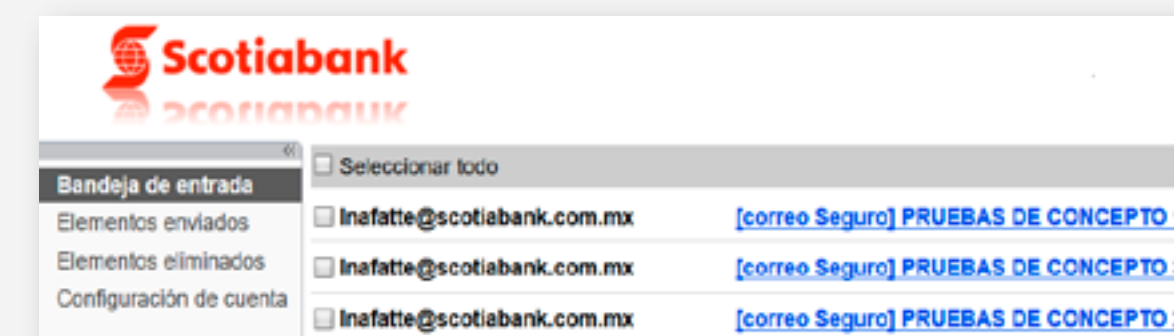 Scotiabank
Seleccionar todo
Bandeja de entrada
Elementos enviados
Elementos eliminados
Configuración de cuenta
lnafatte@scotiabank.com.mx [correo Seguro] PRUEBAS DE CONCEPTO
lnafatte@scotiabank.com.mx [correo Seguro] PRUEBAS DE CONCEPTO
lnafatte@scotiabank.com.mx [correo Seguro] PRUEBAS DE CONCEPTO